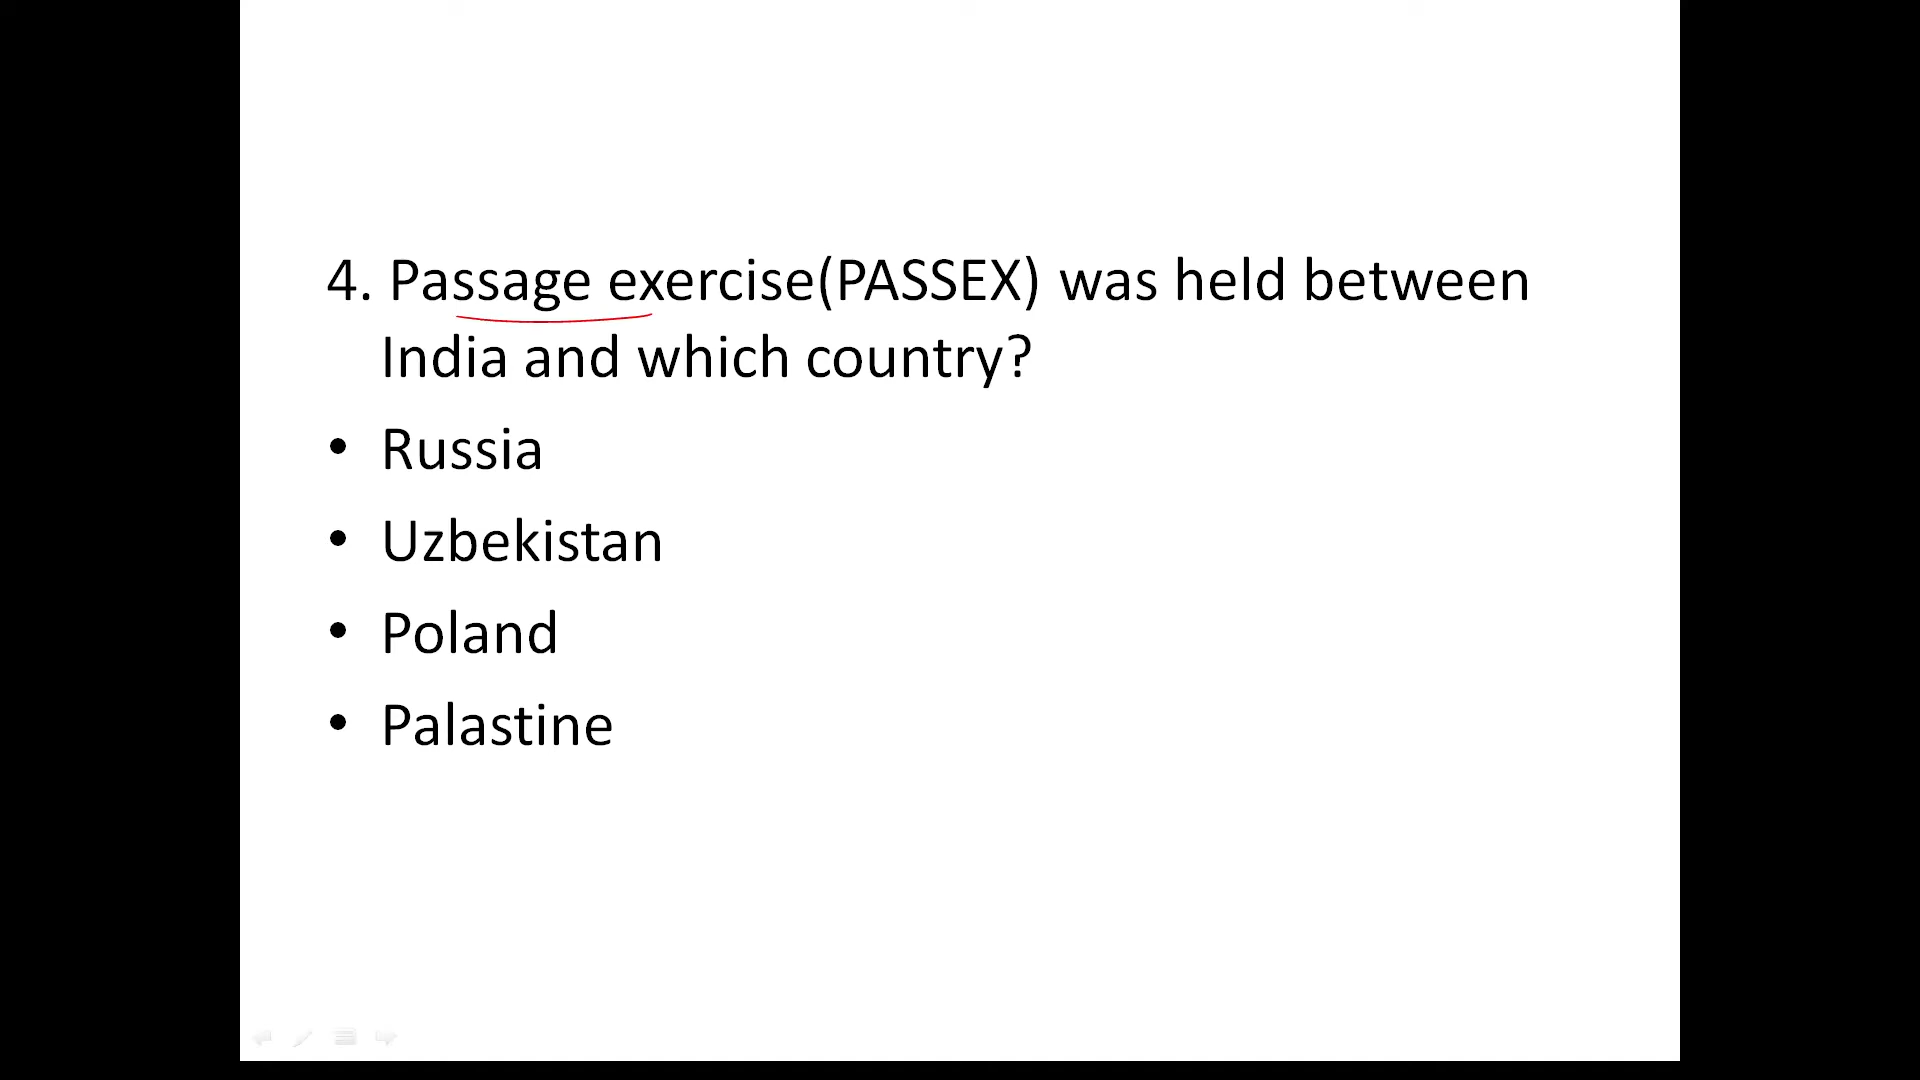 4. Passage exercise(PASSEX) was held between
India and which country?
• Russia
• Uzbekistan
• Poland
• Palastine